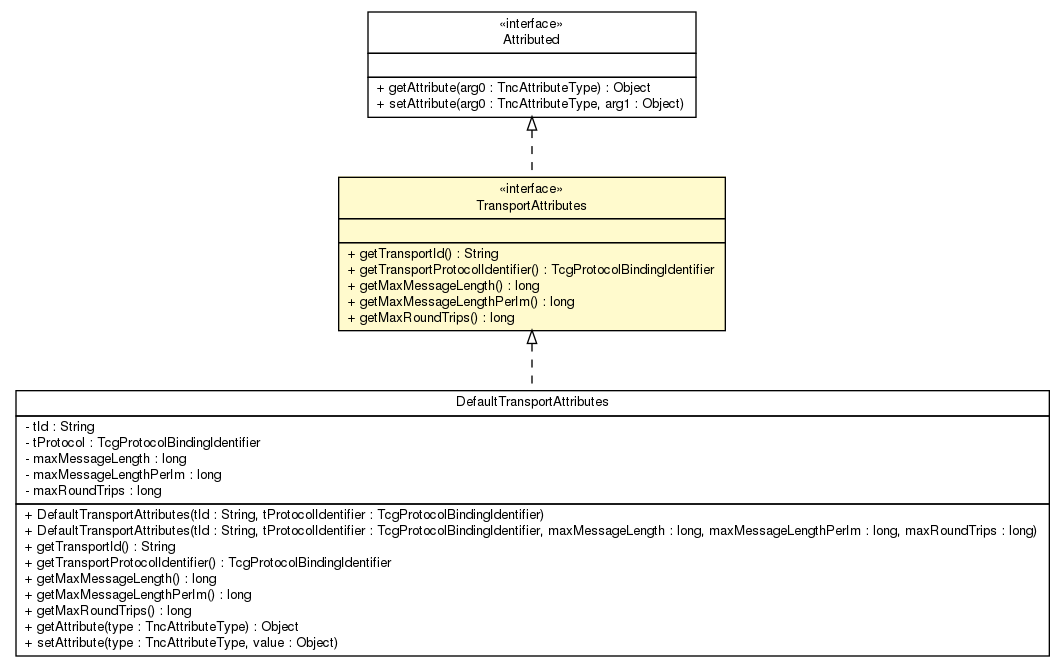 «interface»
Attributed
+ getAttribute(arg0 : TncAttributeType) : Object
+ setAttribute(arg0 : TncAttributeType, arg1 : Object)
«interface»
TransportAttributes
+ getTransportId() : String
+ getTransportProtocolIdentifier() : TcgProtocolBindingIdentifier
+ getMaxMessageLength() : long
+ getMaxMessageLengthPerIm() : long
+ getMaxRoundTrips() : long
DefaultTransportAttributes
- tId : String
- tProtocol : TcgProtocolBindingIdentifier
- maxMessageLength : long
- maxMessageLengthPerIm : long
- maxRoundTrips : long
+ DefaultTransportAttributes(tId : String, tProtocolIdentifier : TcgProtocolBindingIdentifier)
+ DefaultTransportAttributes(tId : String, tProtocolIdentifier : TcgProtocolBindingIdentifier, maxMessageLength : long, maxMessageLengthPerIm : long, maxRoundTrips : long)
+ getTransportId() : String
+ getTransportProtocolIdentifier() : TcgProtocolBindingIdentifier
+ getMaxMessageLength() : long
+ getMaxMessageLengthPerIm() : long
+ getMaxRoundTrips() : long
+ getAttribute(type : TncAttributeType) : Object
+ setAttribute(type : TncAttributeType, value : Object)